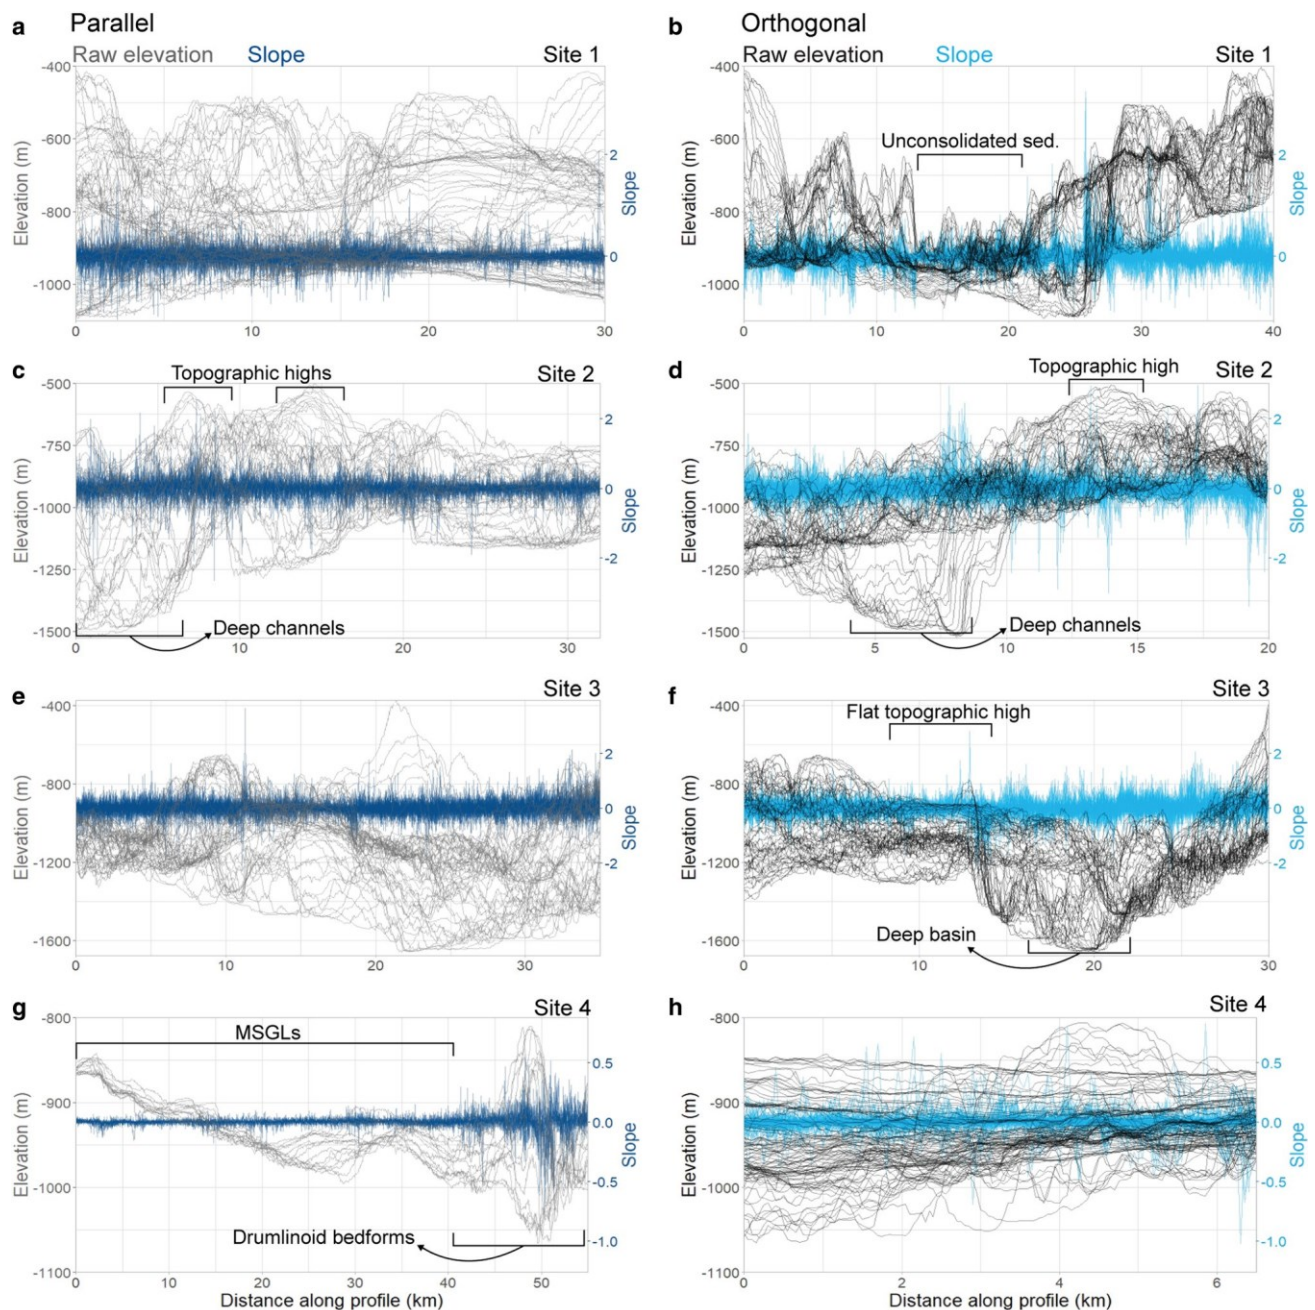 a Parallel
Raw elevation Slope Site 1
-400
-600
-800
-1000
Elevation (m)
2
0
Slope
0 10 20 30
b Orthogonal
Raw elevation Slope Site 1
-400
-600
-800
-1000
Elevation (m)
Unconsolidated sed.
2
0
Slope
0 10 20 30 40
c Site 2
Topographic highs
-500
-750
-1000
-1250
-1500
Elevation (m)
2
0
-2
Slope
Deep channels
0 10 20 30
d Site 2
Topographic high
-500
-750
-1000
-1250
-1500
Elevation (m)
2
0
-2
Slope
Deep channels
0 5 10 15 20
e Site 3
-400
-800
-1200
-1600
Elevation (m)
2
0
-2
Slope
0 10 20 30
f Site 3
Flat topographic high
-400
-800
-1200
-1600
Elevation (m)
2
0
-2
Slope
Deep basin
0 10 20 30
g Site 4
MSGLs
-800
-900
-1000
-1100
Elevation (m)
0.5
0.0
-0.5
-1.0
Slope
Drumlinoid bedforms
0 10 20 30 40 50
Distance along profile (km)
h Site 4
-800
-900
-1000
-1100
Elevation (m)
0.5
0.0
-0.5
-1.0
Slope
0 2 4 6
Distance along profile (km)